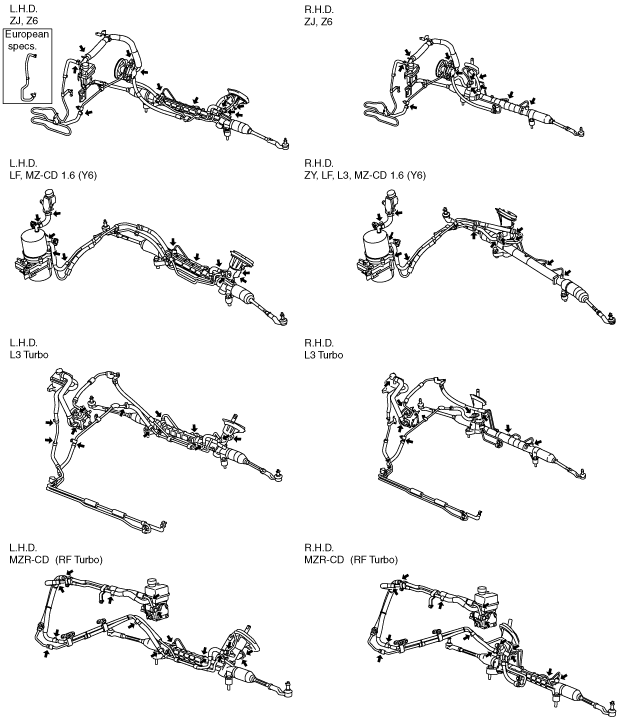 L.H.D.
ZJ, Z6
European
specs.
R.H.D.
ZJ, Z6
L.H.D.
LF, MZ-CD 1.6 (Y6)
R.H.D.
ZY, LF, L3, MZ-CD 1.6 (Y6)
L.H.D.
L3 Turbo
R.H.D.
L3 Turbo
L.H.D.
MZR-CD (RF Turbo)
R.H.D.
MZR-CD (RF Turbo)